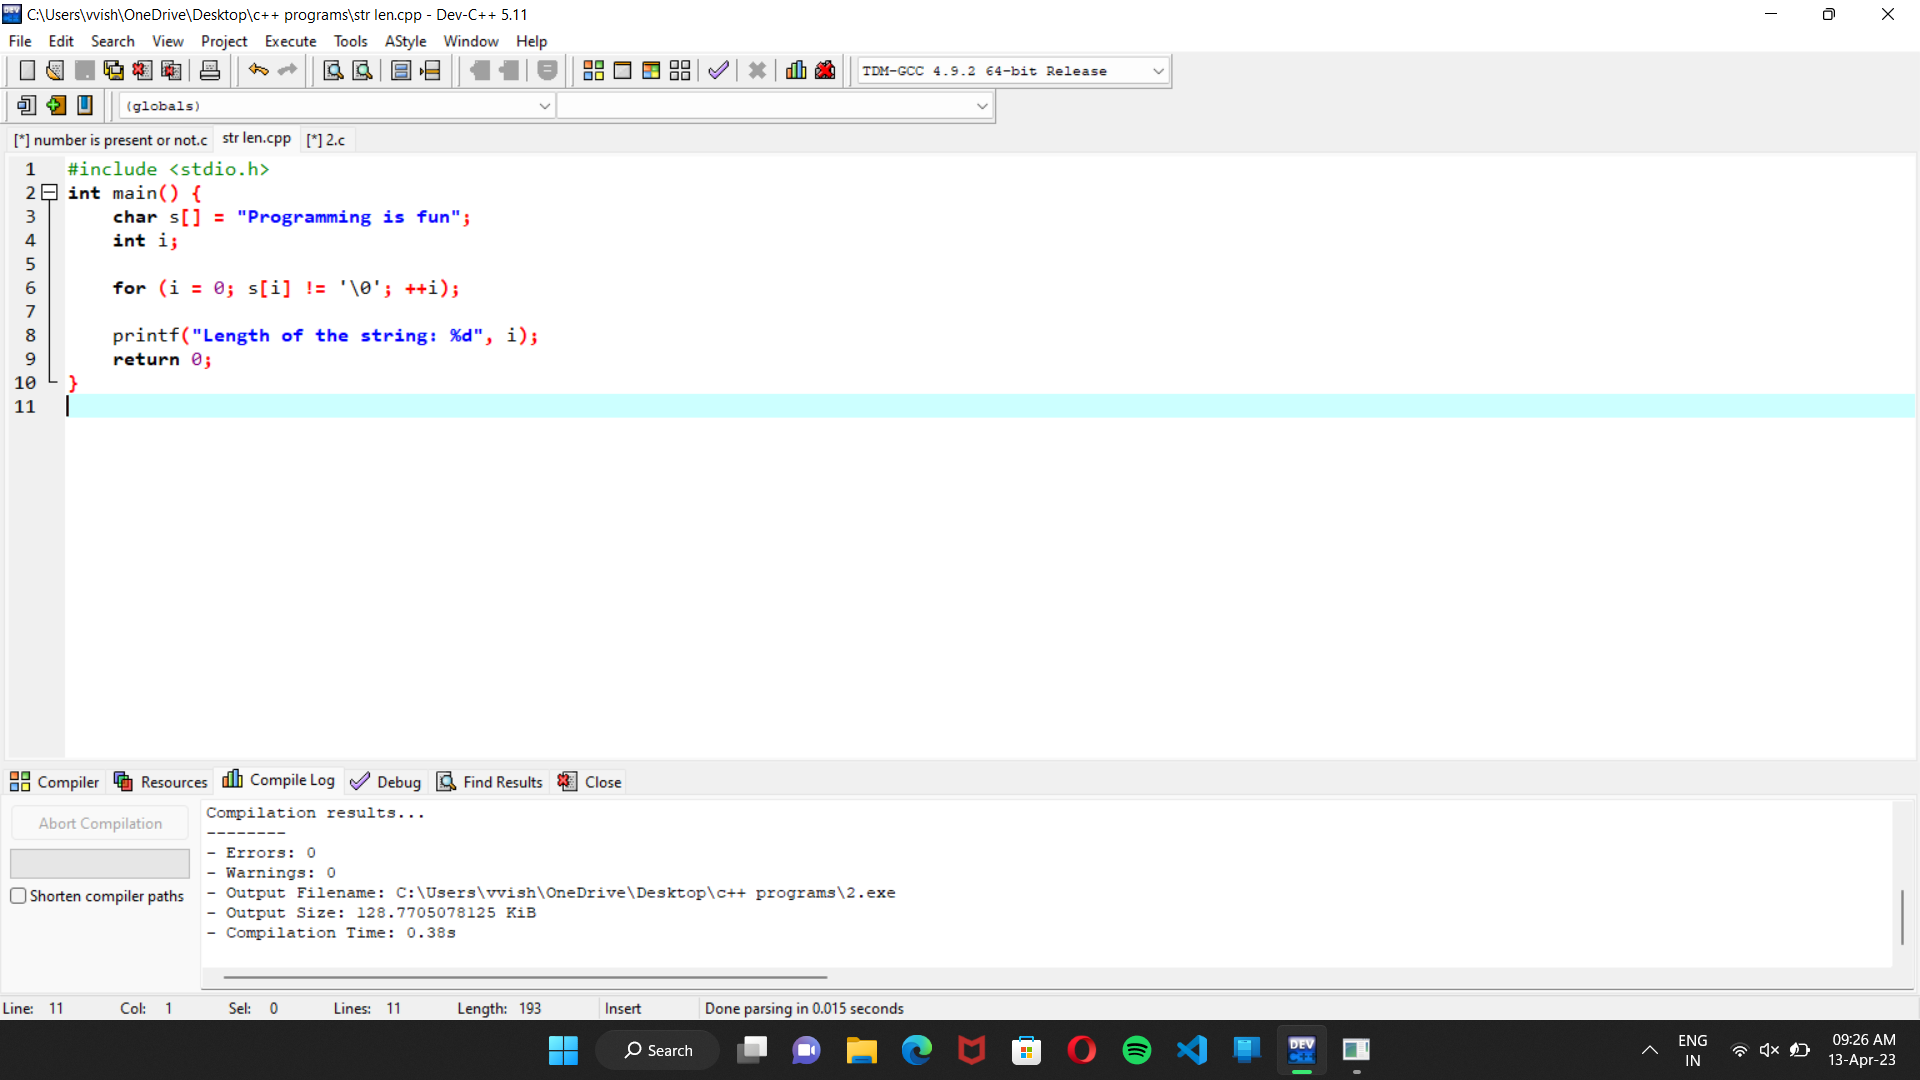 C:\Users\vvish\OneDrive\Desktop\c++ programs\str len.cpp - Dev-C++ 5.11
File Edit Search View Project Execute Tools AStyle Window Help
TDM-GCC 4.9.2 64-bit Release
(globals)
[*] number is present or not.c str len.cpp [*] 2.c
1 #include <stdio.h>
2 int main() {
3 char s[] = "Programming is fun";
4 int i;
5
6 for (i = 0; s[i] != '\0'; ++i);
7
8 printf("Length of the string: %d", i);
9 return 0;
10 }
11
Compiler Resources Compile Log Debug Find Results Close
Abort Compilation
Shorten compiler paths
Compilation results...
--------
- Errors: 0
- Warnings: 0
- Output Filename: C:\Users\vvish\OneDrive\Desktop\c++ programs\2.exe
- Output Size: 128.7705078125 KiB
- Compilation Time: 0.38s
Line: 11 Col: 1 Sel: 0 Lines: 11 Length: 193 Insert Done parsing in 0.015 seconds
Search
DEV
C++
ENG
IN
09:26 AM
13-Apr-23